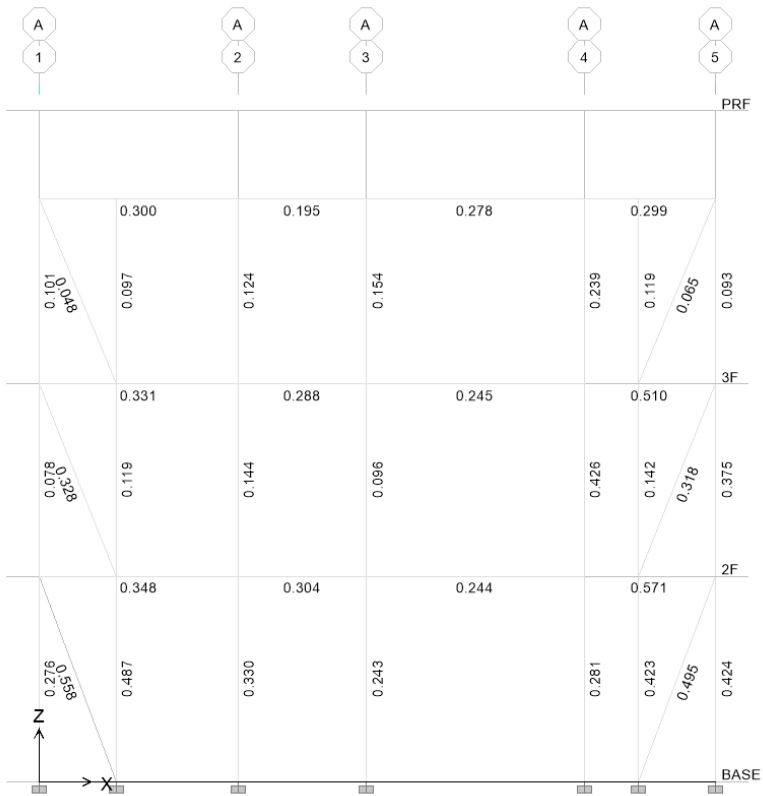 A A A A A
1 2 3 4 5
PRF
0.300 0.195 0.278 0.299
0.101 0.048 0.097 0.124 0.154 0.239 0.119 0.065 0.093
3F
0.331 0.288 0.245 0.510
0.078 0.328 0.119 0.144 0.096 0.426 0.142 0.318 0.375
2F
0.348 0.304 0.244 0.571
0.276 0.558 0.487 0.330 0.243 0.281 0.423 0.495 0.424
Z
X
BASE